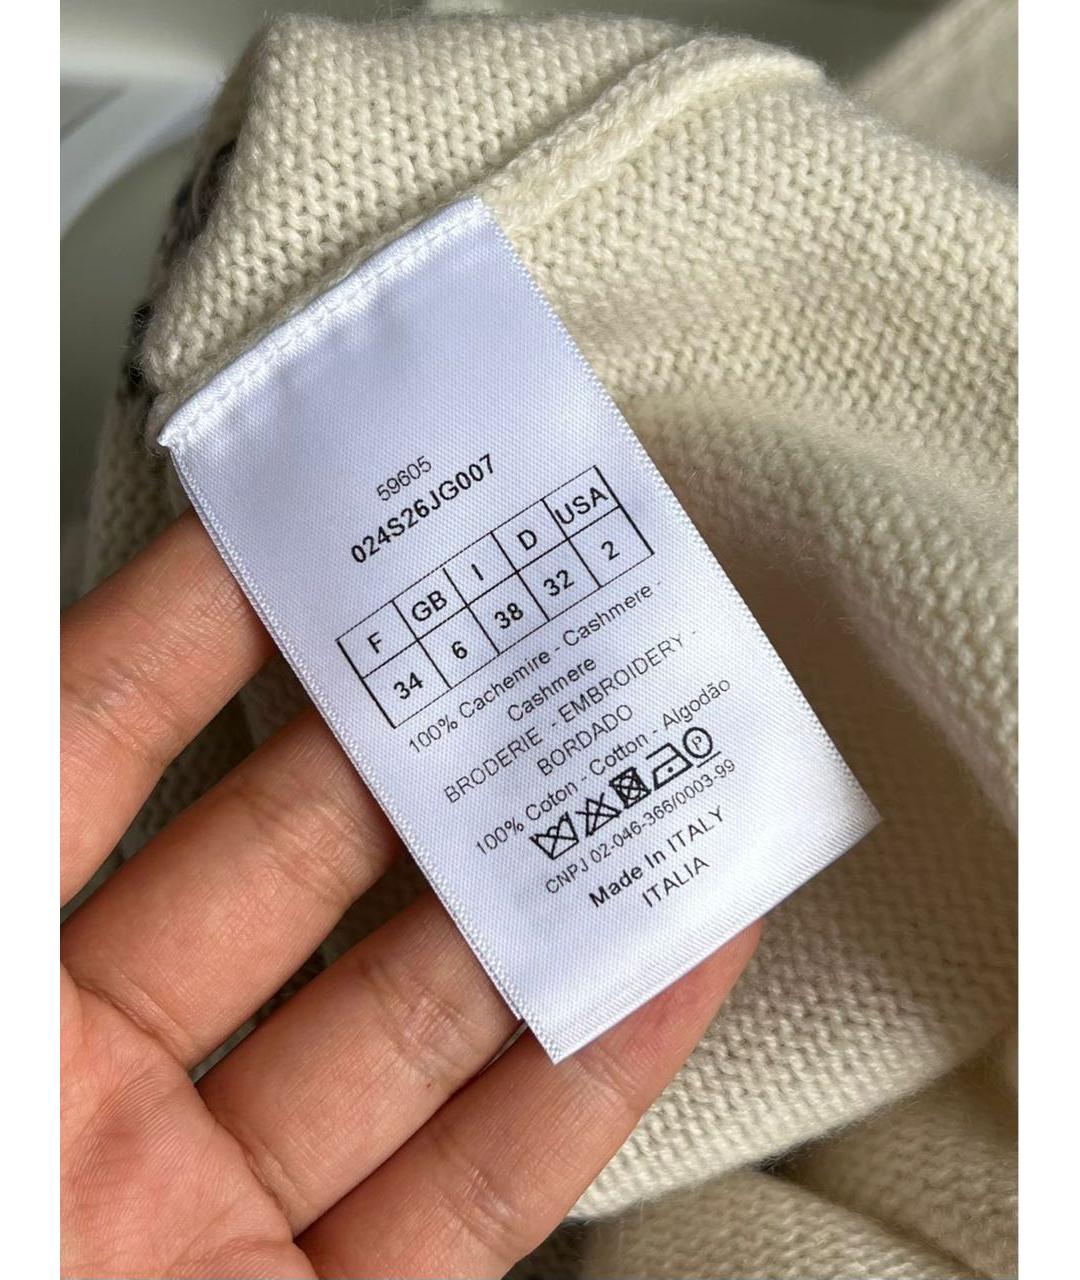 59605
024S26JG007
F GB I D USA
34 6 38 32 2
100% Cachemire - Cashmere -
Cashmere
BRODERIE - EMBROIDERY -
BORDADO
100% Coton - Cotton - Algodão
P
CNPJ 02-046-366/0003-99
Made In ITALY
ITALIA